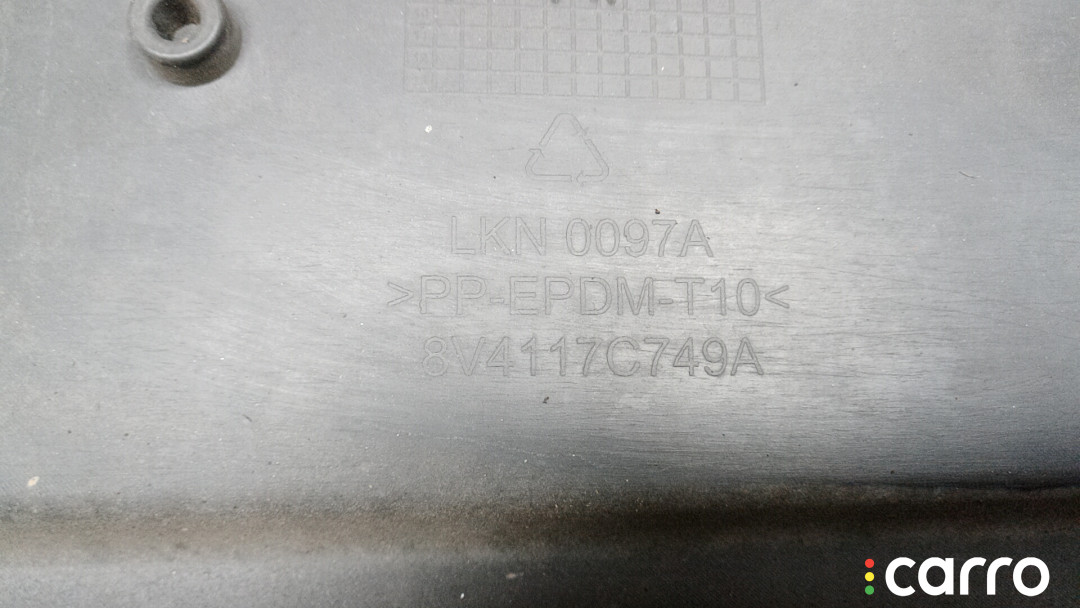 LKN 0097A
>PP-EPDM-T10<
8V4117C749A
carro